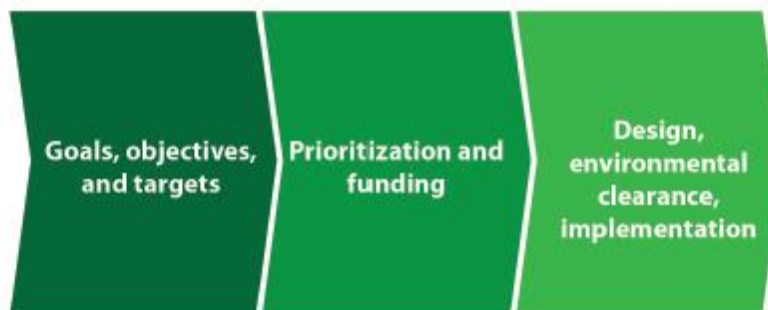 Goals, objectives,
and targets
Prioritization and
funding
Design,
environmental
clearance,
implementation